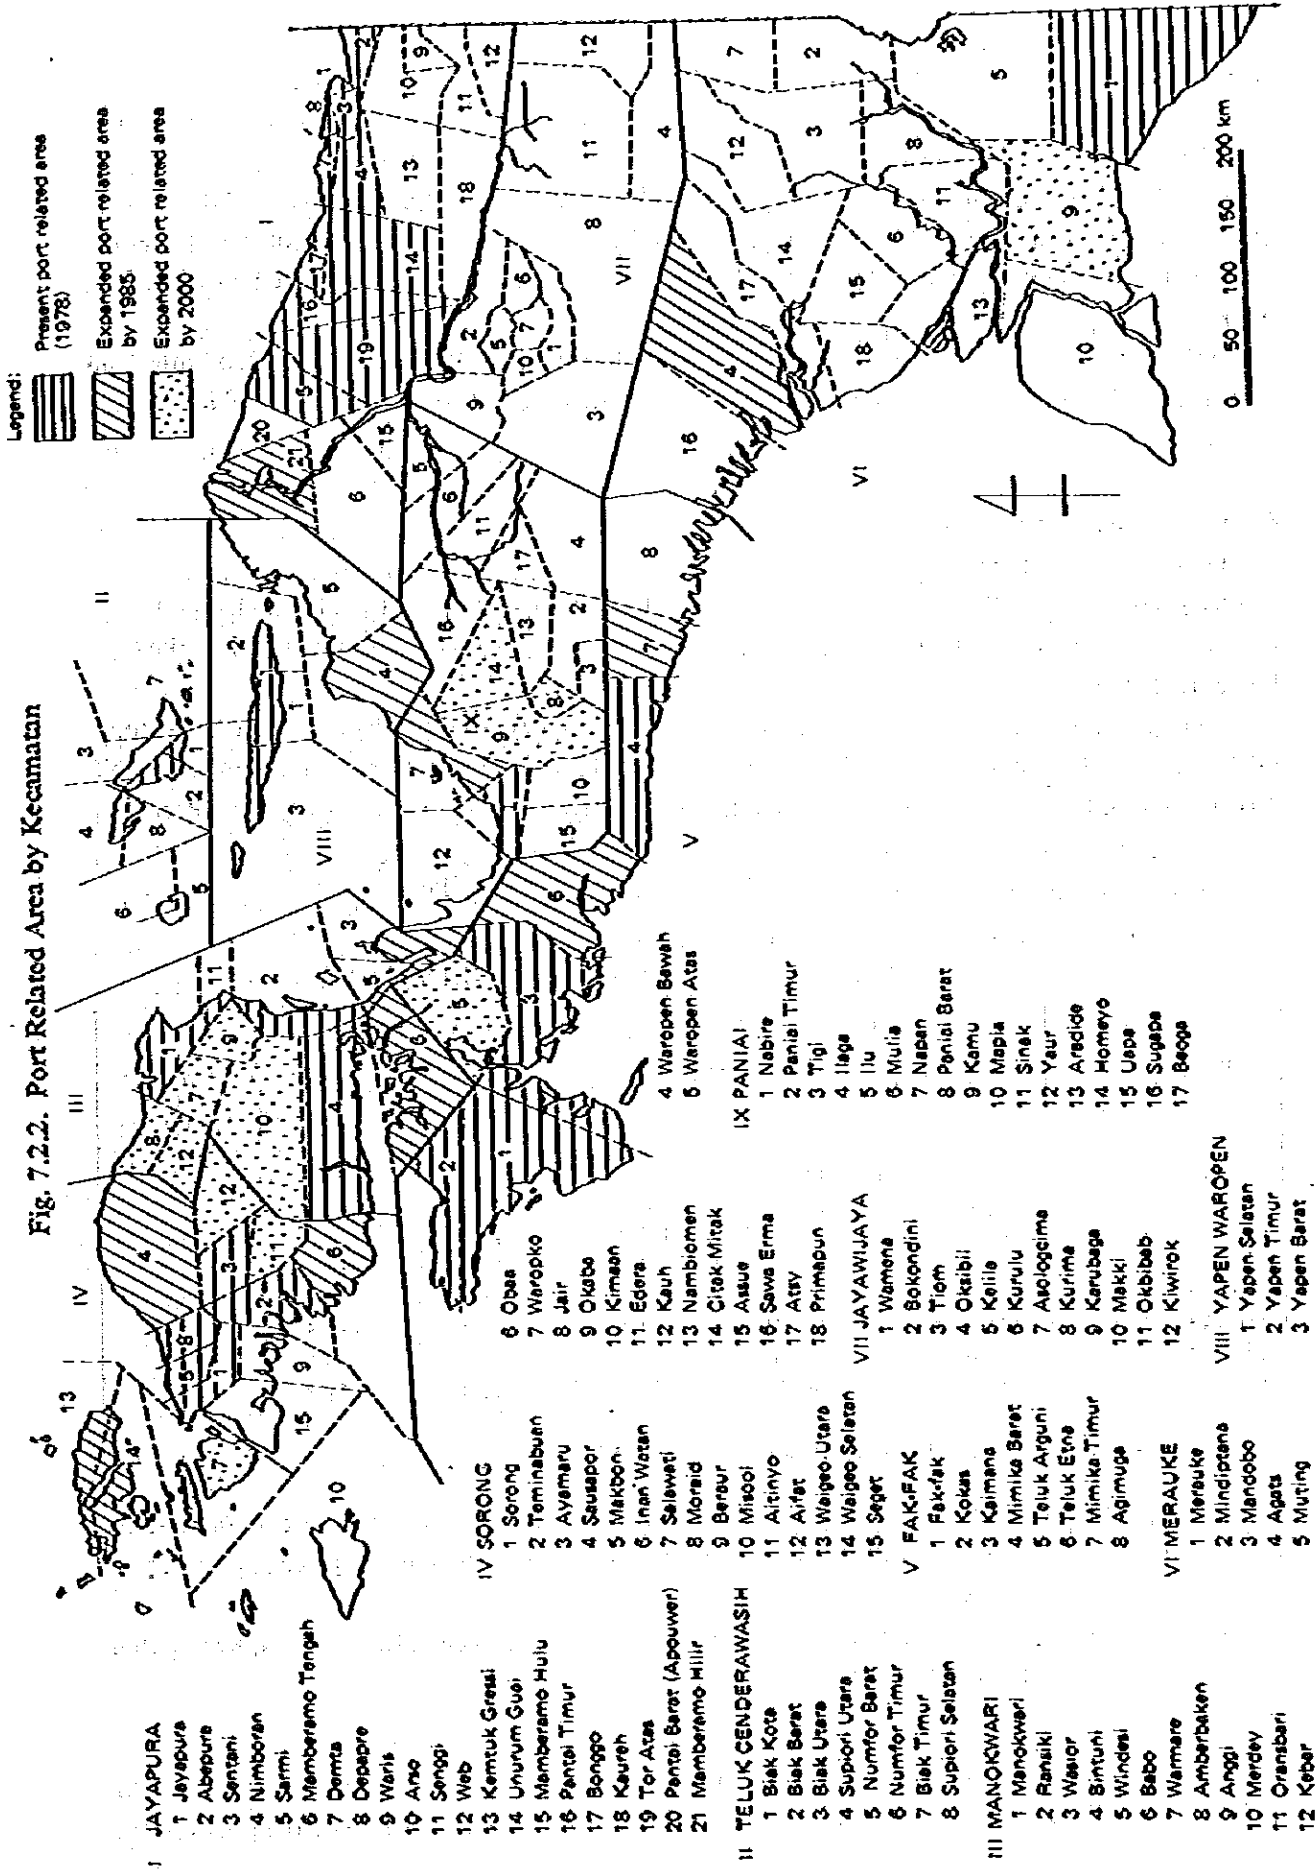 Fig. 7.2.2. Port Related Area by Kecamatan
Legend:
Present port related area
(1978)
Expanded port related area
by 1985
Expanded port related area
by 2000
0 50 100 150 200 km
I JAYAPURA
1 Jayapura
2 Abepura
3 Sentani
4 Nimboran
5 Sarmi
6 Memberamo Tengah
7 Demta
8 Depapre
9 Waris
10 Arso
11 Senggi
12 Web
13 Kemtuk Gresi
14 Unurum Guai
15 Mamberamo Hulu
16 Pantai Timur
17 Bonggo
18 Kaureh
19 Tor Atas
20 Pantai Barat (Apauwer)
21 Mamberamo Hilir
II TELUK CENDERAWASIH
1 Biak Kota
2 Biak Barat
3 Biak Utara
4 Supiori Utara
5 Numfor Barat
6 Numfor Timur
7 Biak Timur
8 Supiori Selatan
III MANOKWARI
1 Manokwari
2 Ransiki
3 Wasior
4 Bintuni
5 Windesi
6 Babo
7 Warmare
8 Amberbaken
9 Anggi
10 Merdey
11 Oransbari
12 Kebar
IV SORONG
1 Sorong
2 Teminabuan
3 Ayamaru
4 Sausapor
5 Makbon
6 Inan Watan
7 Salawati
8 Moraid
9 Beraur
10 Misool
11 Aitinyo
12 Aifat
13 Waigeo Utara
14 Waigeo Selatan
15 Seget
V FAK-FAK
1 Fak-fak
2 Kokas
3 Kaimana
4 Mimika Barat
5 Teluk Arguni
6 Teluk Etna
7 Mimika Timur
8 Agimuga
VI MERAUKE
1 Merauke
2 Mindiptana
3 Mandobo
4 Agats
5 Muting
6 Obaa
7 Waropko
8 Jair
9 Okaba
10 Kimaan
11 Edera
12 Kauh
13 Nambiomen
14 Citak Mitak
15 Assue
16 Sawa Erma
17 Atsy
18 Primapun
VII JAYAWIJAYA
1 Wamena
2 Bokondini
3 Tiom
4 Oksibil
5 Kelila
6 Kurulu
7 Asologaima
8 Kurima
9 Karubaga
10 Makki
11 Okbibab
12 Kiwirok
VIII YAPEN WAROPEN
1 Yapen Selatan
2 Yapen Timur
3 Yapen Barat
4 Waropen Bawah
5 Waropen Atas
IX PANIAI
1 Nabire
2 Paniai Timur
3 Tigi
4 Ilaga
5 Ilu
6 Mulia
7 Napan
8 Paniai Barat
9 Kamu
10 Mapia
11 Sinak
12 Yaur
13 Aradide
14 Homeyo
15 Uapa
16 Sugapa
17 Beoga